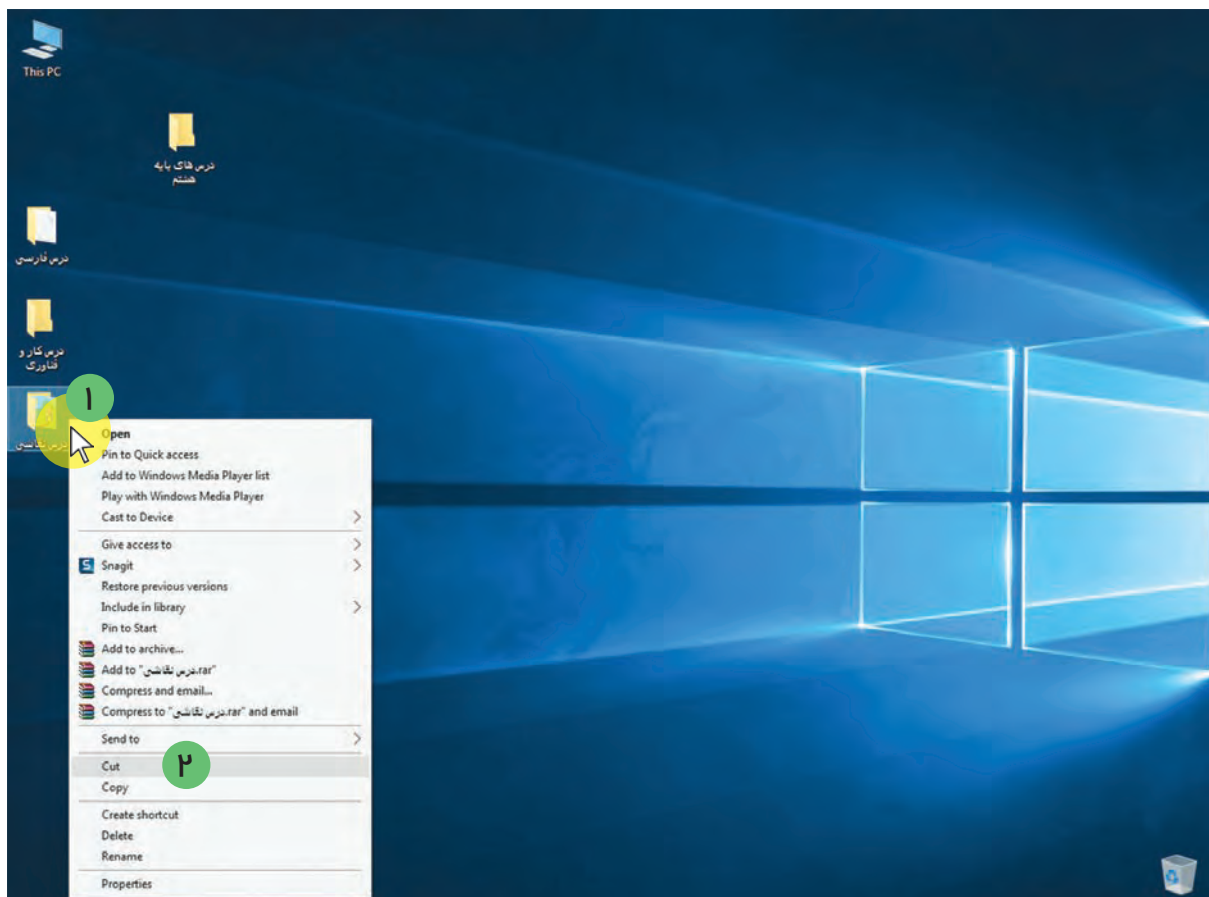 This PC
درس های پایه
هشتم
درس فارسی
درس کار و
فناوری
۱
درس نقاشی
Open
Pin to Quick access
Add to Windows Media Player list
Play with Windows Media Player
Cast to Device
Give access to
S Snagit
Restore previous versions
Include in library
Pin to Start
Add to archive...
Add to "درس نقاشی.rar"
Compress and email...
Compress to "درس نقاشی.rar" and email
Send to
Cut
۲
Copy
Create shortcut
Delete
Rename
Properties